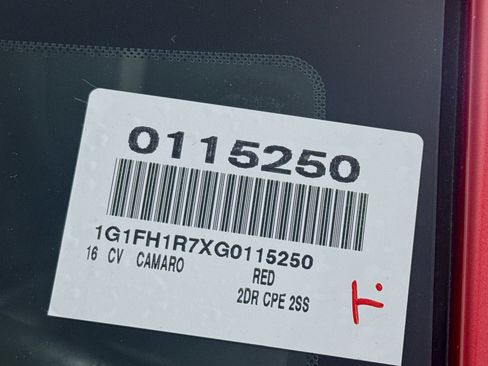 0115250
1G1FH1R7XG0115250
16 CV CAMARO RED
2DR CPE 2SS